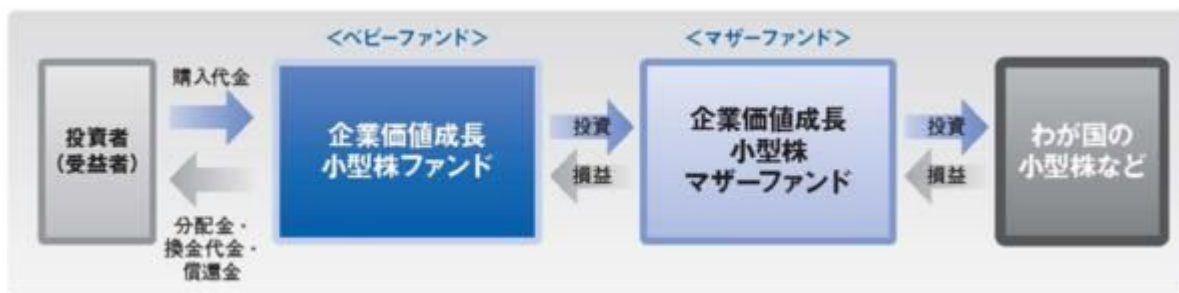 <ベビーファンド>
<マザーファンド>
投資者
(受益者)
購入代金
分配金・
換金代金・
償還金
企業価値成長
小型株ファンド
投資
損益
企業価値成長
小型株
マザーファンド
投資
損益
わが国の
小型株など